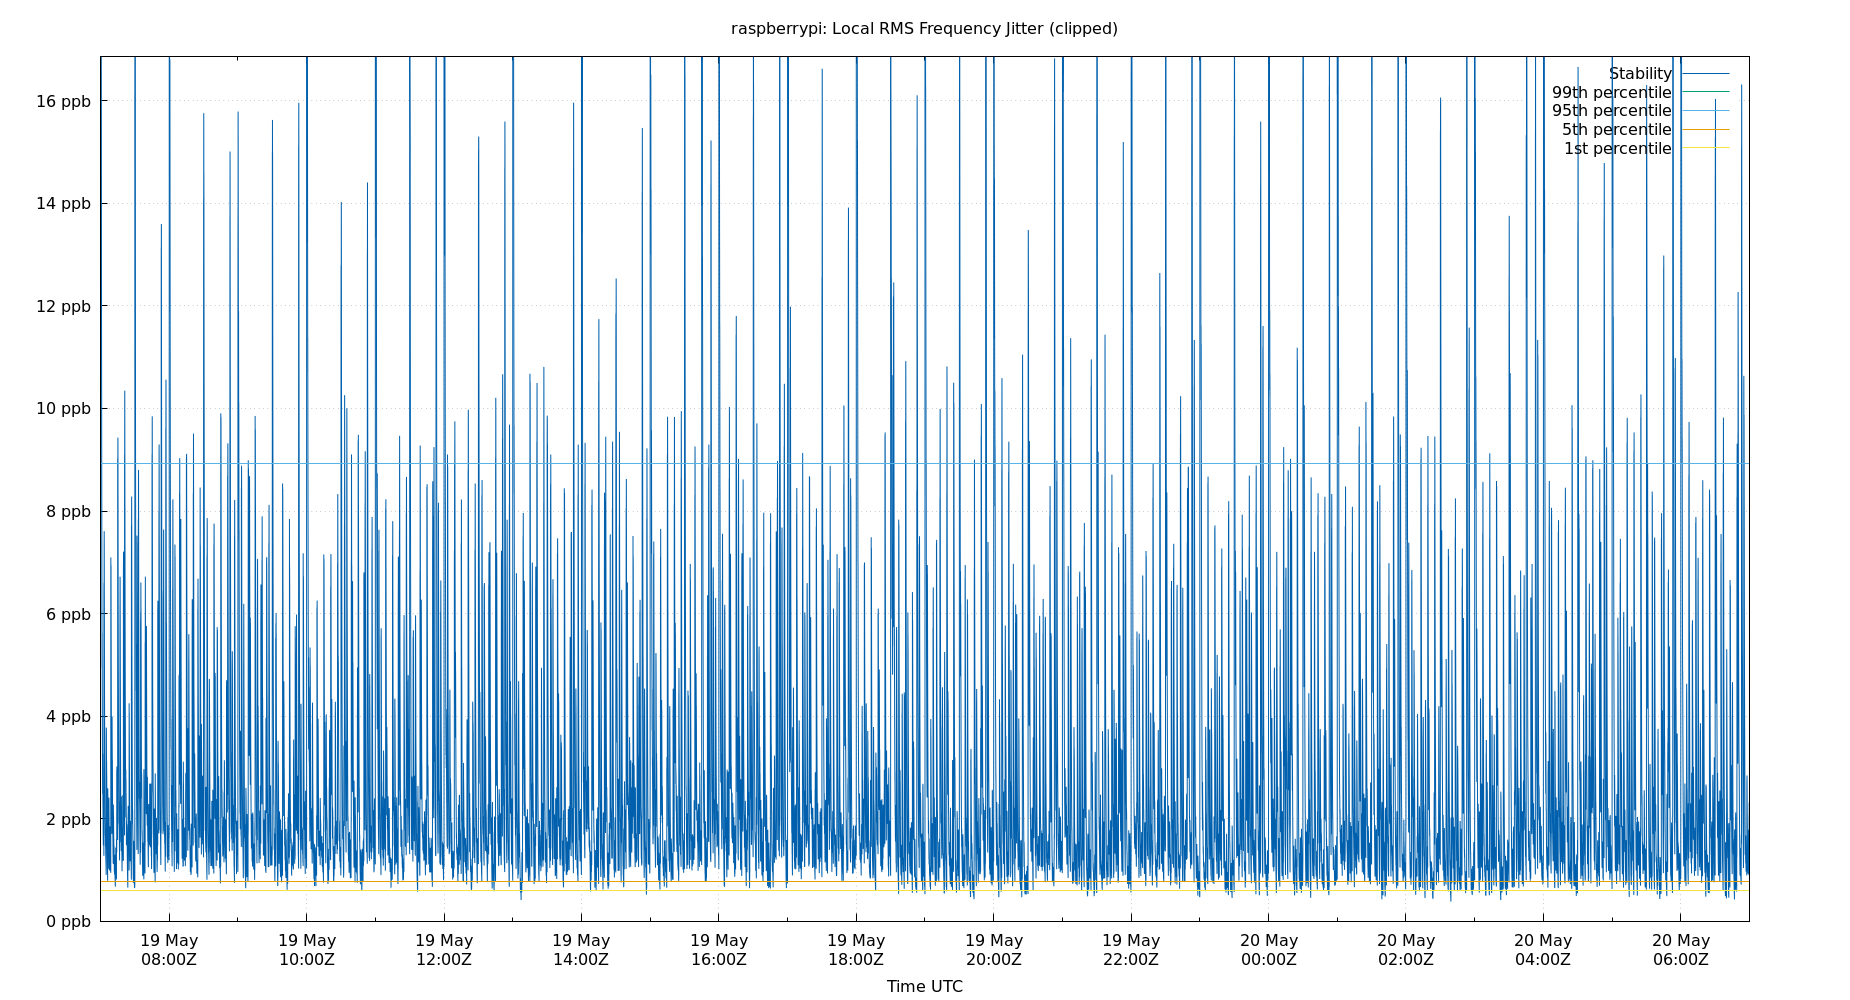 raspberrypi: Local RMS Frequency Jitter (clipped)
Stability
99th percentile
95th percentile
5th percentile
1st percentile
16 ppb
14 ppb
12 ppb
10 ppb
8 ppb
6 ppb
4 ppb
2 ppb
0 ppb
19 May 19 May 19 May 19 May 19 May 19 May 19 May 19 May 20 May 20 May 20 May 20 May
08:00Z 10:00Z 12:00Z 14:00Z 16:00Z 18:00Z 20:00Z 22:00Z 00:00Z 02:00Z 04:00Z 06:00Z
Time UTC